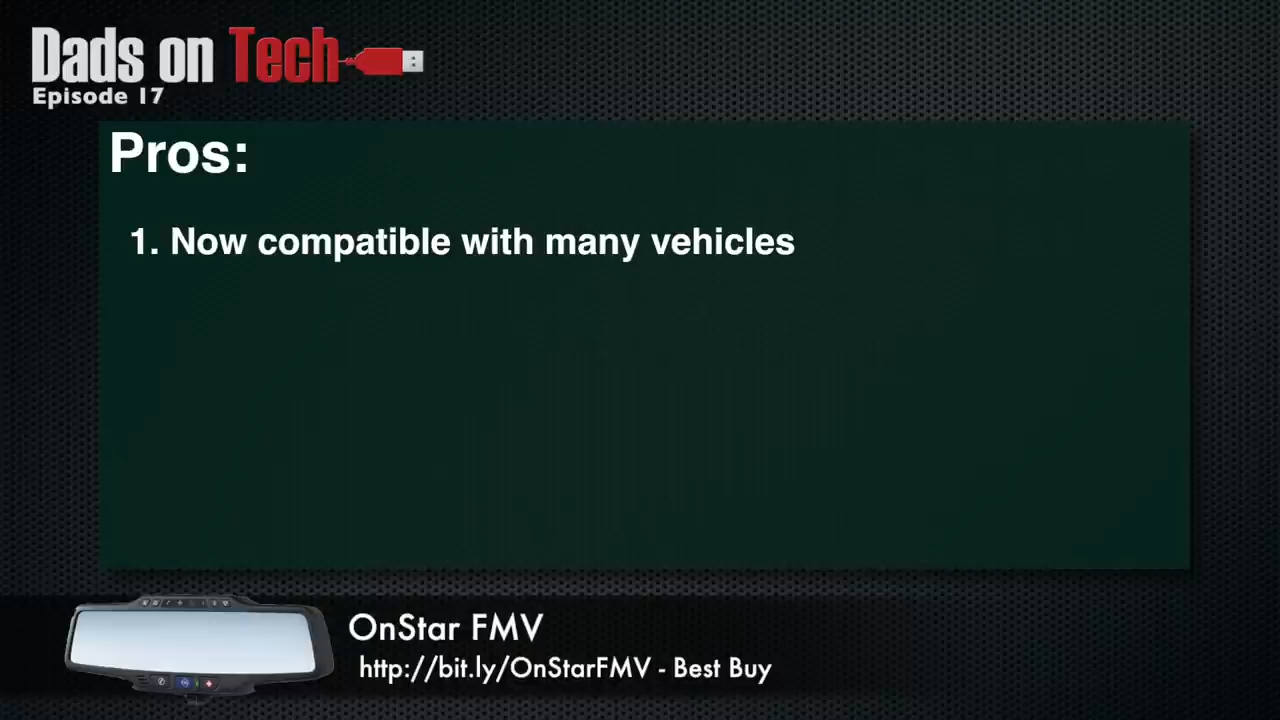 Dads on Tech
Episode 17
Pros:
1. Now compatible with many vehicles
OnStar FMV
http://bit.ly/OnStarFMV - Best Buy